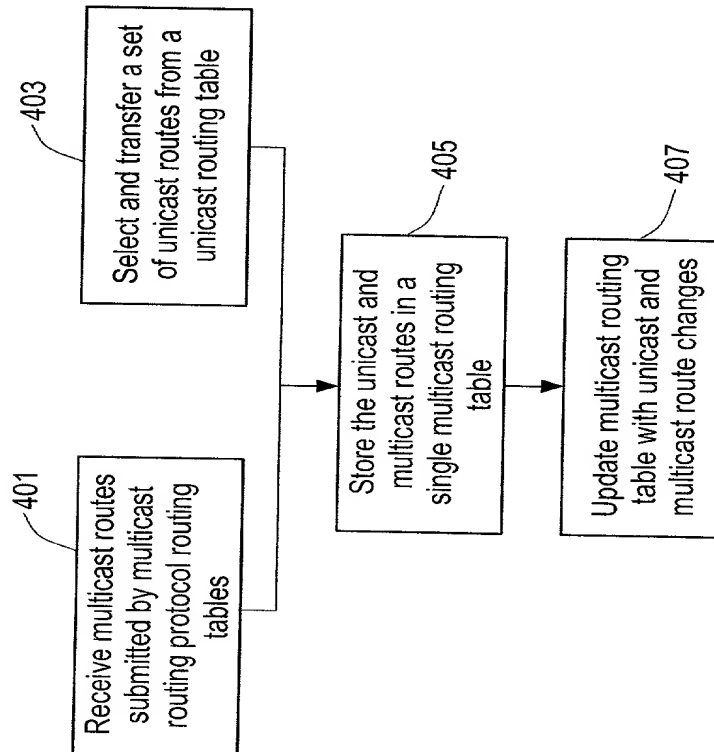 401
Receive multicast routes
submitted by multicast
routing protocol routing
tables
403
Select and transfer a set
of unicast routes from a
unicast routing table
405
Store the unicast and
multicast routes in a
single multicast routing
table
407
Update multicast routing
table with unicast and
multicast route changes